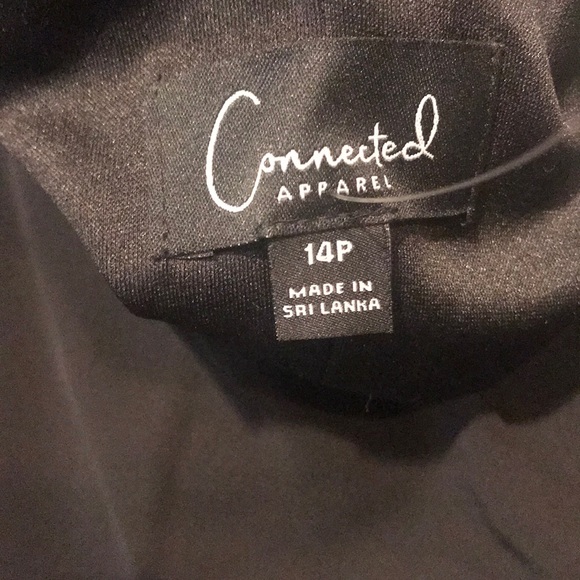 Connected
APPAREL
14P
MADE IN
SRI LANKA